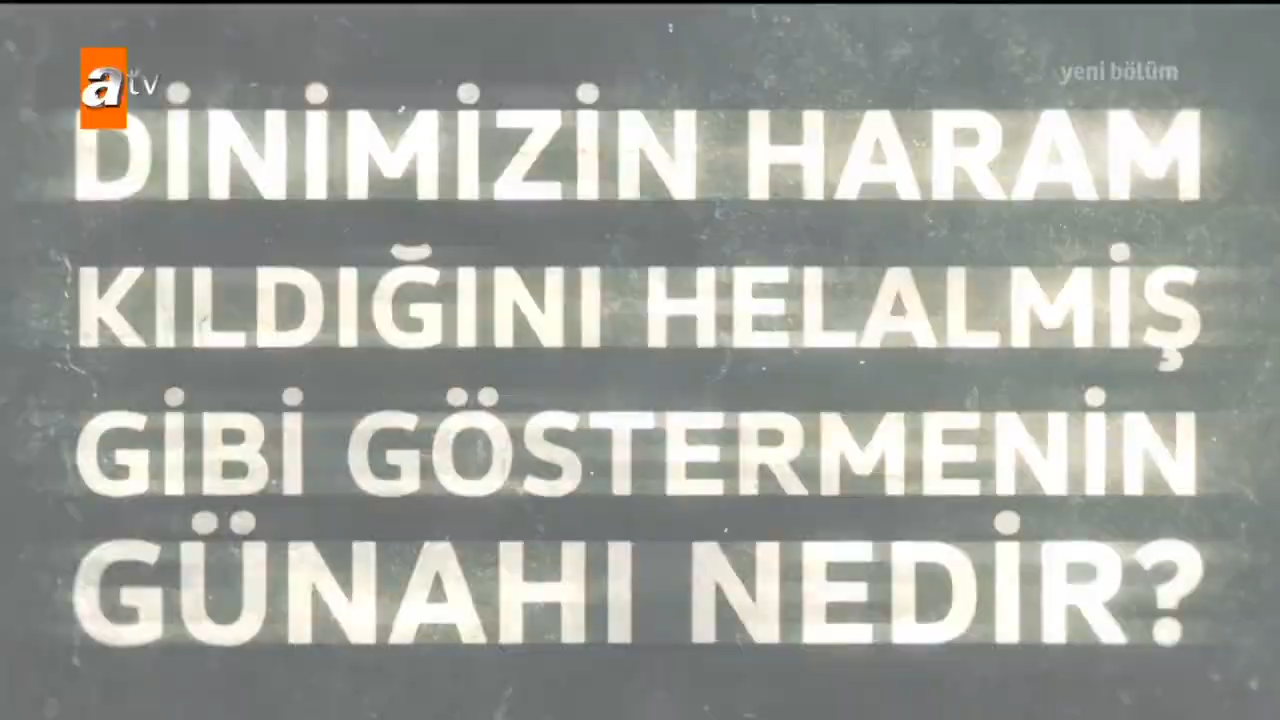 atv
yeni bölüm
DİNİMİZİN HARAM
KILDIĞINI HELALMİŞ
GİBİ GÖSTERMENİN
GÜNAHI NEDİR?